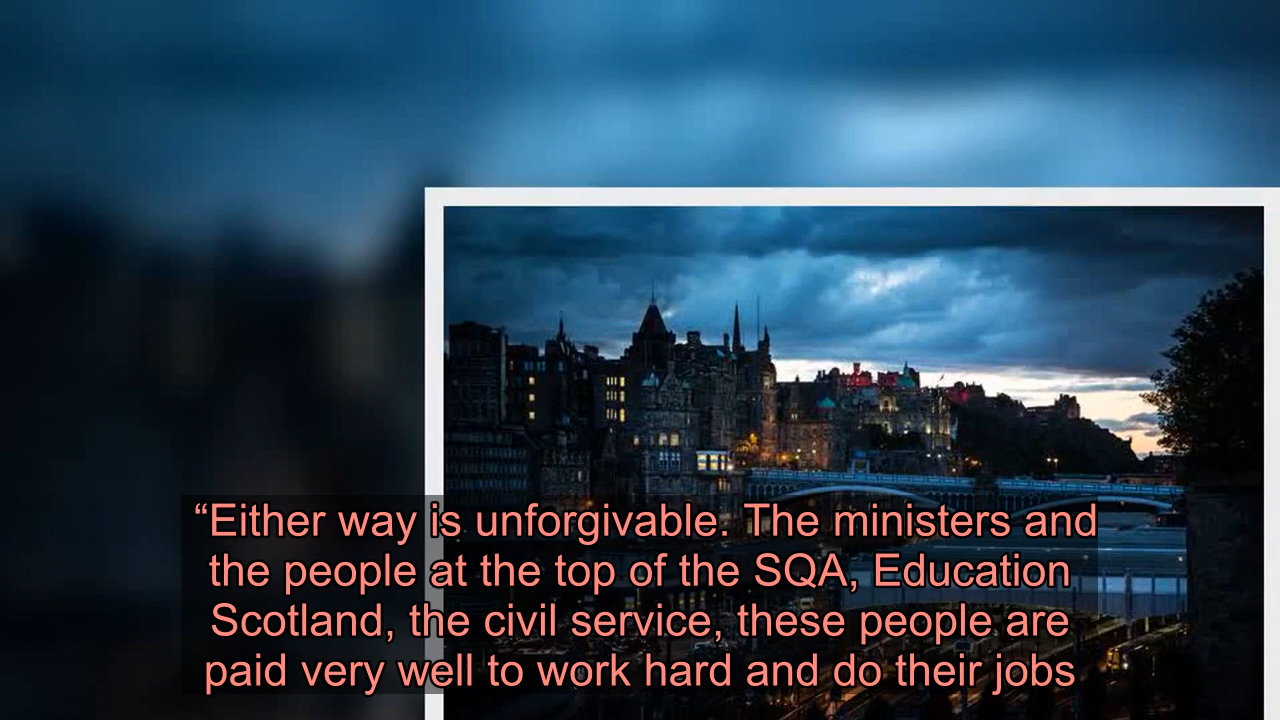 “Either way is unforgivable. The ministers and
the people at the top of the SQA, Education
Scotland, the civil service, these people are
paid very well to work hard and do their jobs